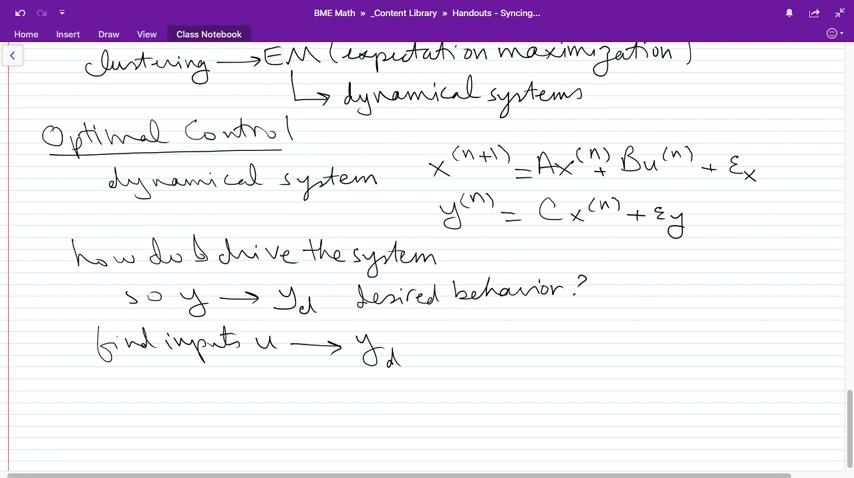 BME Math » _Content Library » Handouts - Syncing...
Home Insert Draw View Class Notebook
clustering → EM (expectation maximization)
↳ dynamical systems
Optimal Control
dynamical system x^(n+1) = Ax^(n) + Bu^(n) + ε_x
y^(n) = Cx^(n) + ε_y
how do I drive the system
so y → y_d desired behavior?
find inputs u → y_d